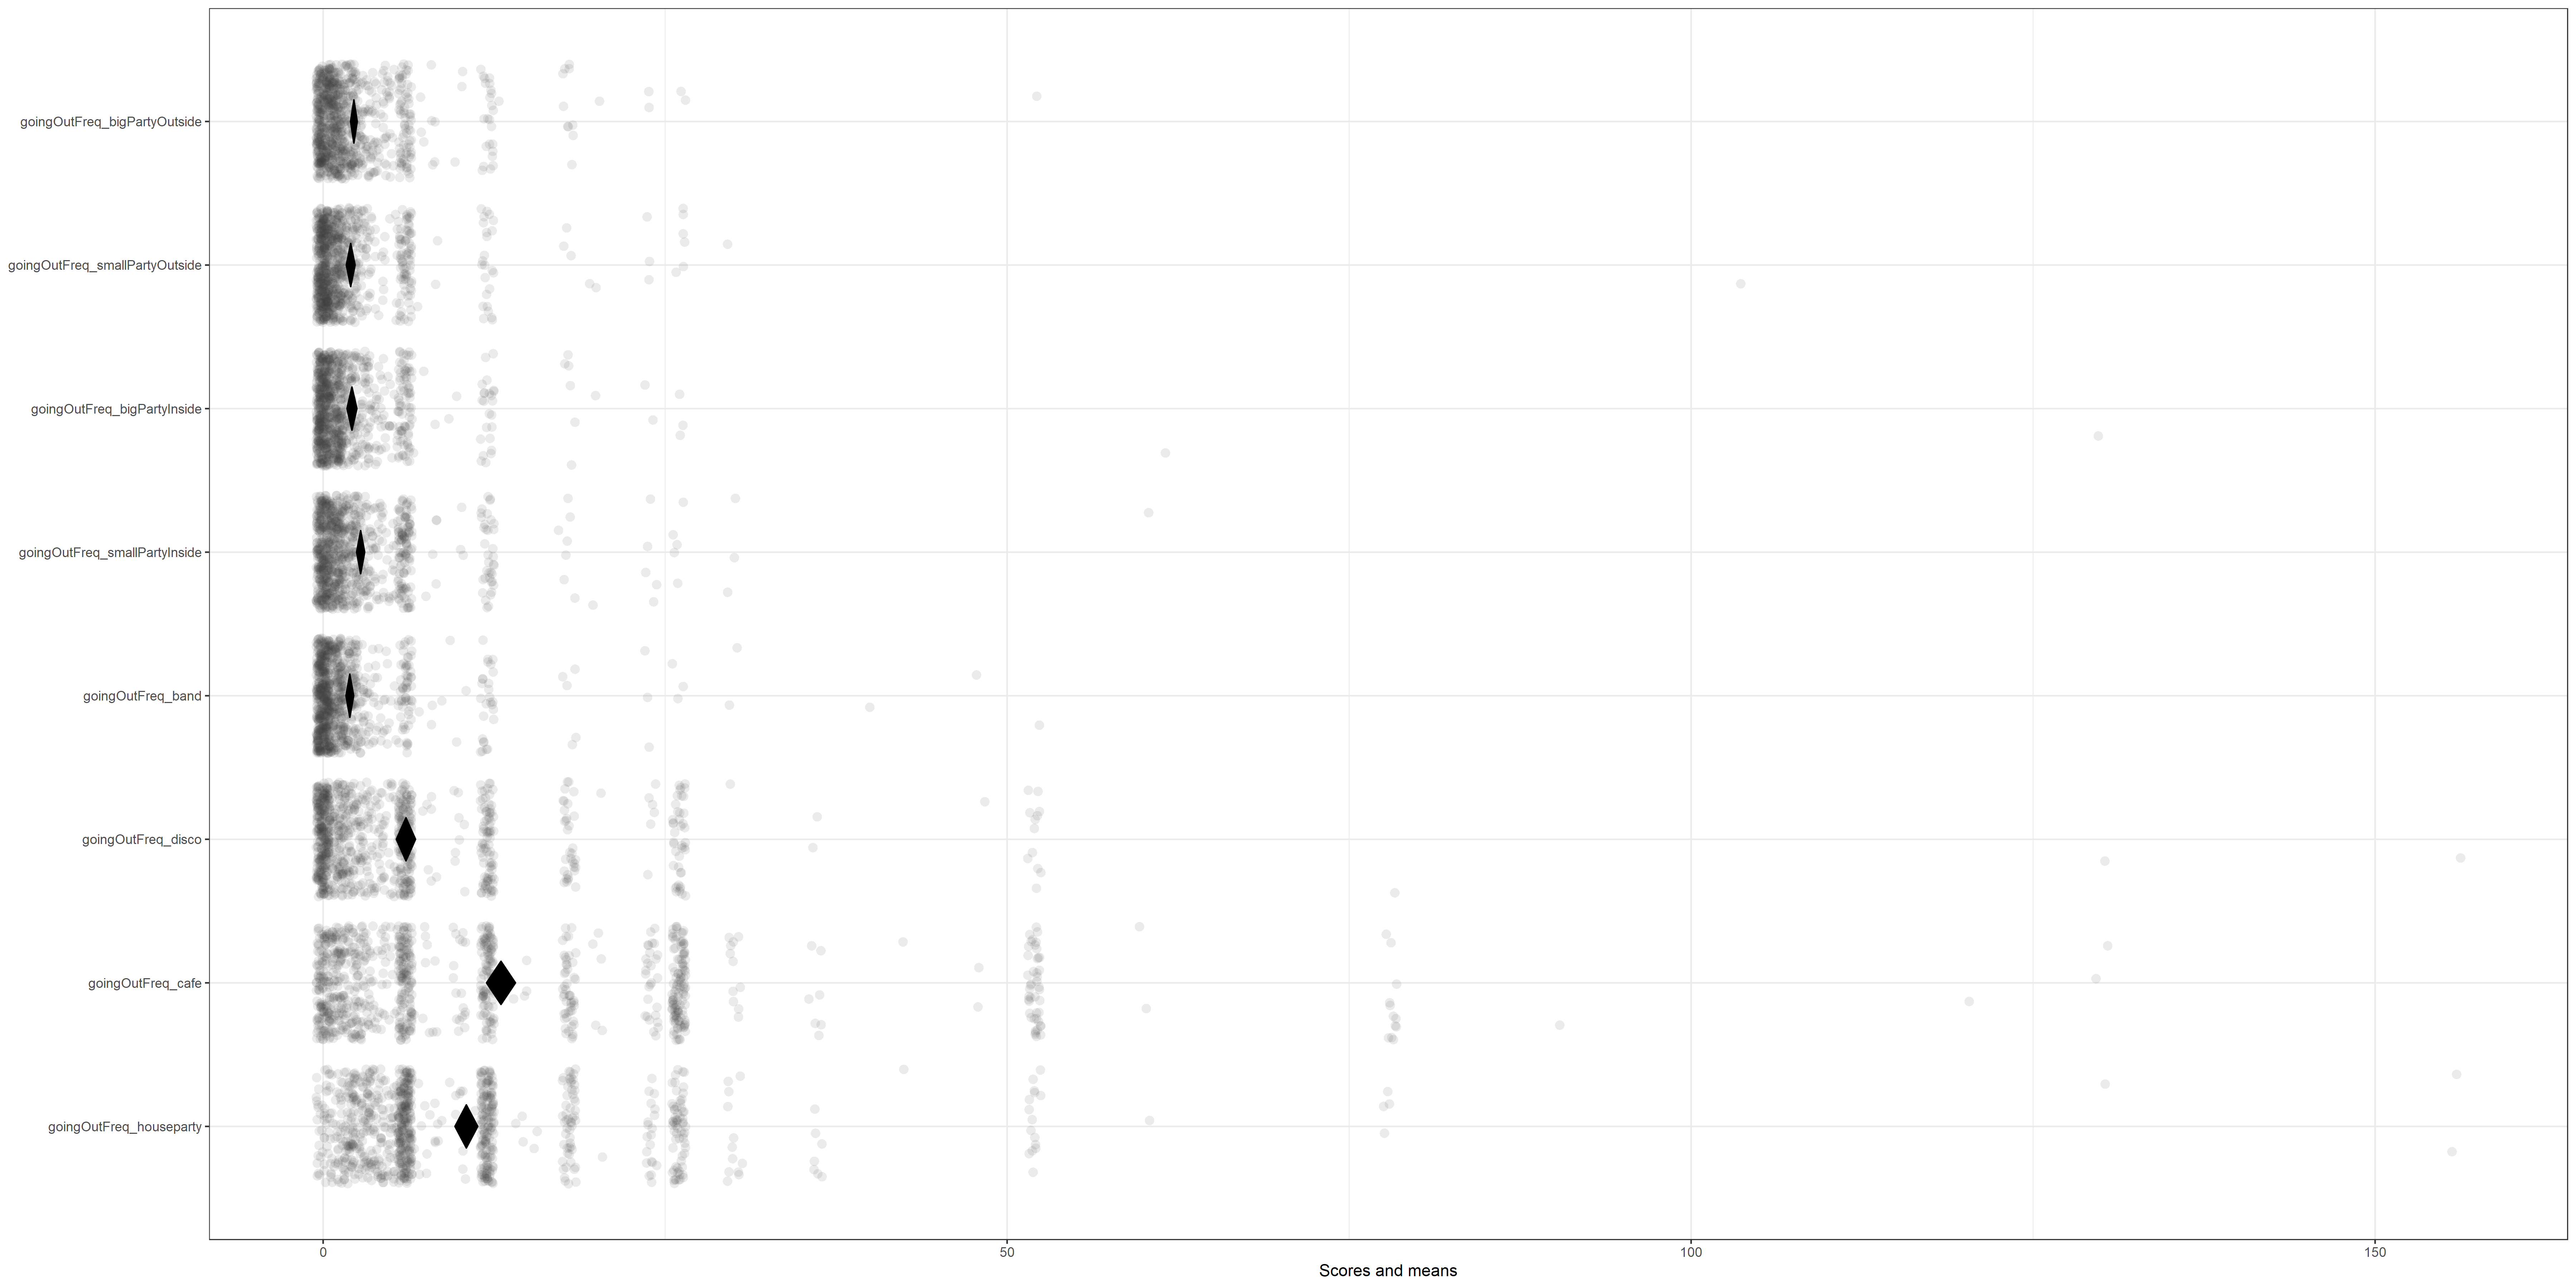 goingOutFreq_bigPartyOutside
goingOutFreq_smallPartyOutside
goingOutFreq_bigPartyInside
goingOutFreq_smallPartyInside
goingOutFreq_band
goingOutFreq_disco
goingOutFreq_cafe
goingOutFreq_houseparty
0 50 100 150
Scores and means